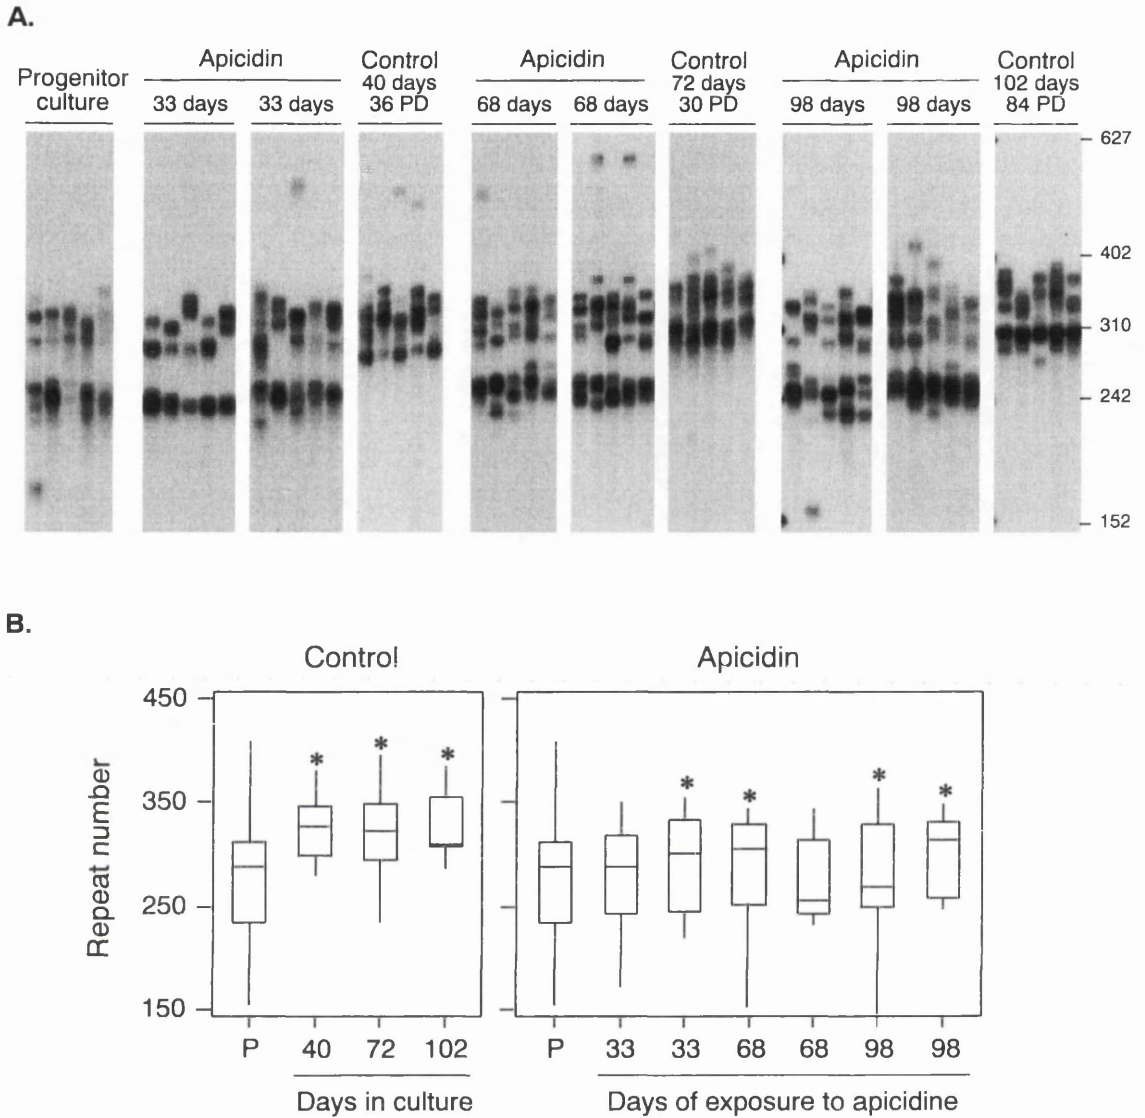 A.
Progenitor culture
Apicidin
33 days
33 days
Control
40 days
36 PD
Apicidin
68 days
68 days
Control
72 days
30 PD
Apicidin
98 days
98 days
Control
102 days
84 PD
627
402
310
242
152
B.
Control
Apicidin
Repeat number
450
350
250
150
* * *
* * * *
P 40 72 102
P 33 33 68 68 98 98
Days in culture
Days of exposure to apicidine